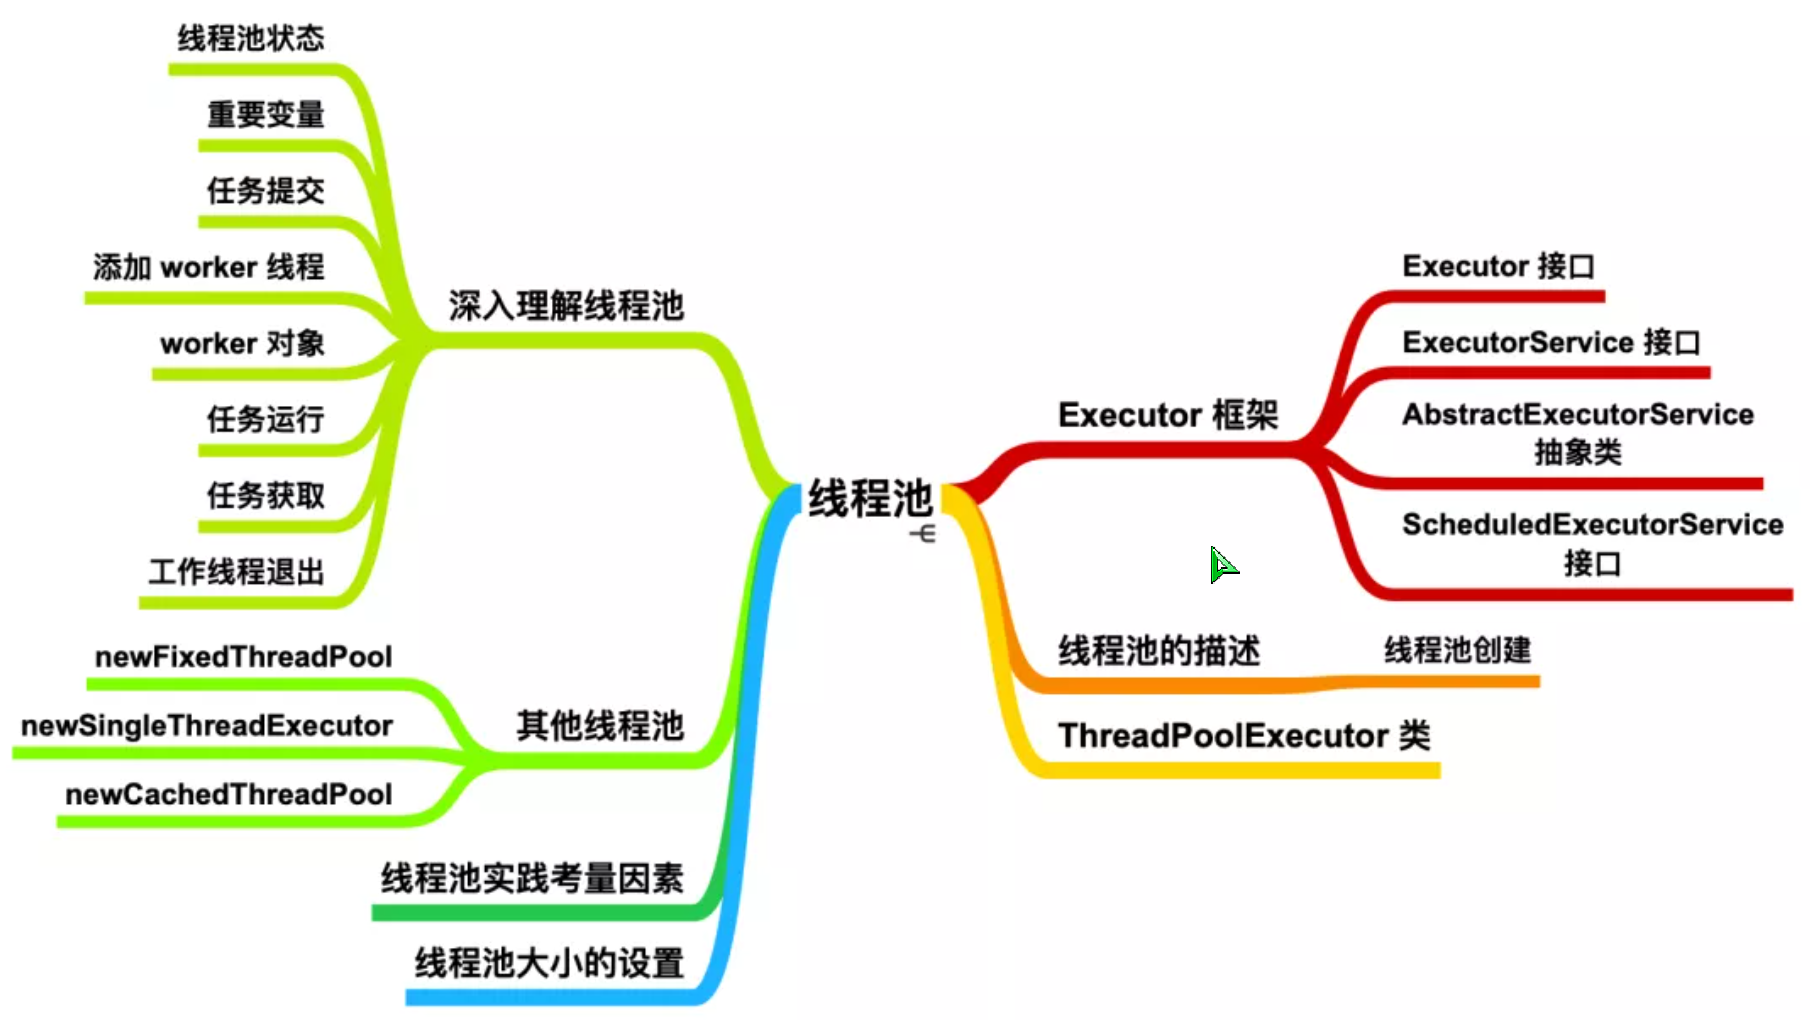 线程池状态
重要变量
任务提交
添加 worker 线程
worker 对象
任务运行
任务获取
工作线程退出
深入理解线程池
newFixedThreadPool
newSingleThreadExecutor
newCachedThreadPool
其他线程池
线程池实践考量因素
线程池大小的设置
线程池
Executor 框架
Executor 接口
ExecutorService 接口
AbstractExecutorService
抽象类
ScheduledExecutorService
接口
线程池的描述
线程池创建
ThreadPoolExecutor 类